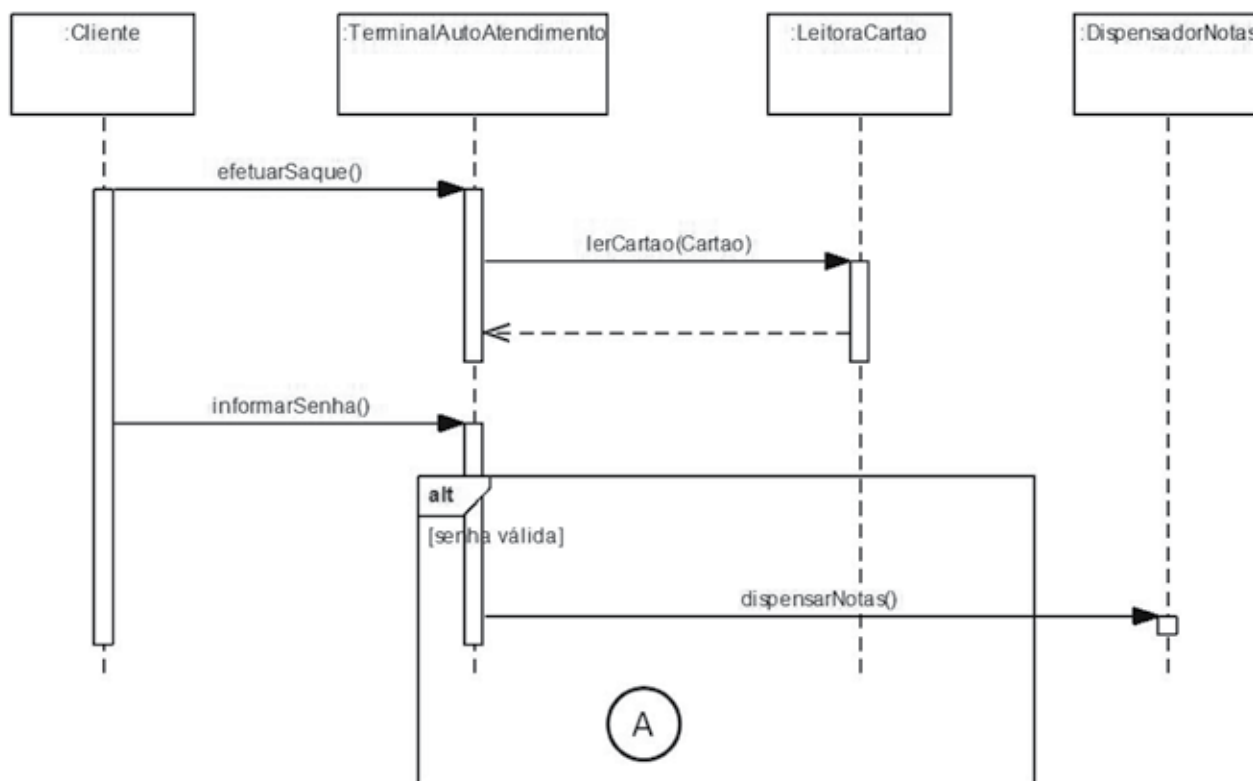 :Cliente
:TerminalAutoAtendimento
:LeitoraCartao
:DispensadorNotas
efetuarSaque()
lerCartao(Cartao)
informarSenha()
alt
[senha válida]
dispensarNotas()
A